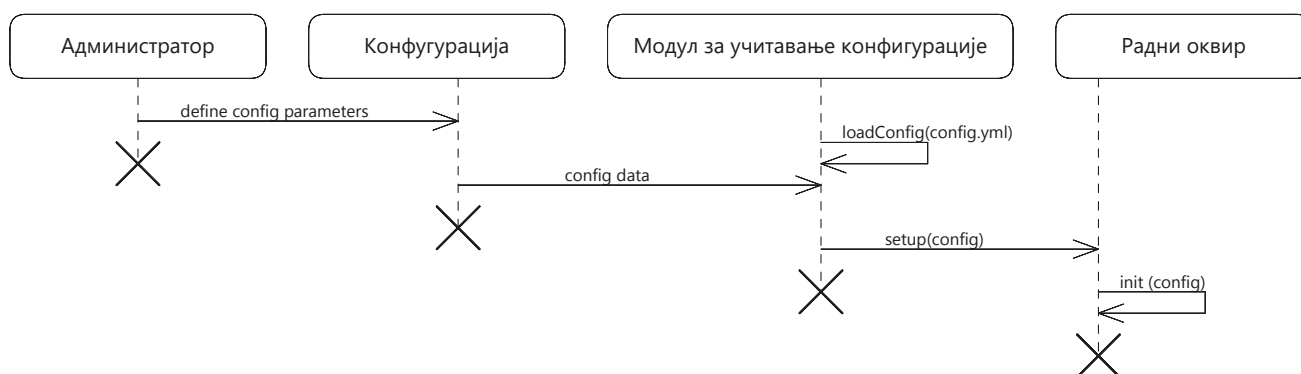 Администратор
Конфугурација
Модул за учитавање конфигурације
Радни оквир
define config parameters
loadConfig(config.yml)
config data
setup(config)
init (config)